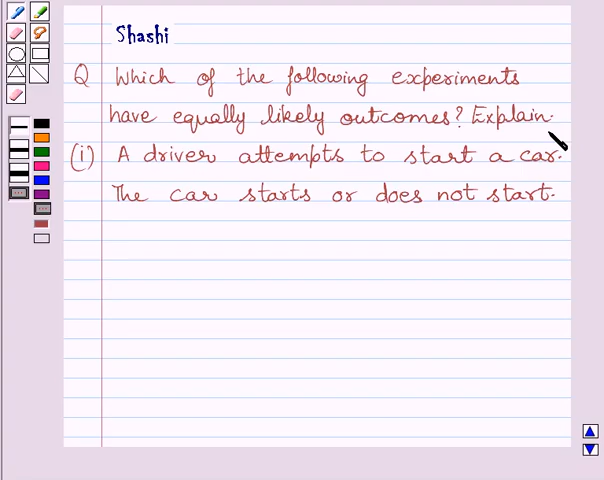 Shashi
Q Which of the following experiments
have equally likely outcomes? Explain.
(i) A driver attempts to start a car.
The car starts or does not start.